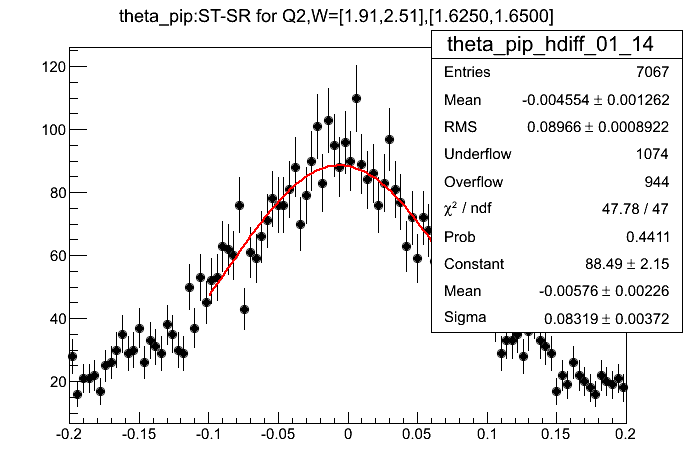 theta_pip:ST-SR for Q2,W=[1.91,2.51],[1.6250,1.6500]
theta_pip_hdiff_01_14
Entries 7067
Mean -0.004554 ± 0.001262
RMS 0.08966 ± 0.0008922
Underflow 1074
Overflow 944
χ² / ndf 47.78 / 47
Prob 0.4411
Constant 88.49 ± 2.15
Mean -0.00576 ± 0.00226
Sigma 0.08319 ± 0.00372
120
100
80
60
40
20
-0.2 -0.15 -0.1 -0.05 0 0.05 0.1 0.15 0.2